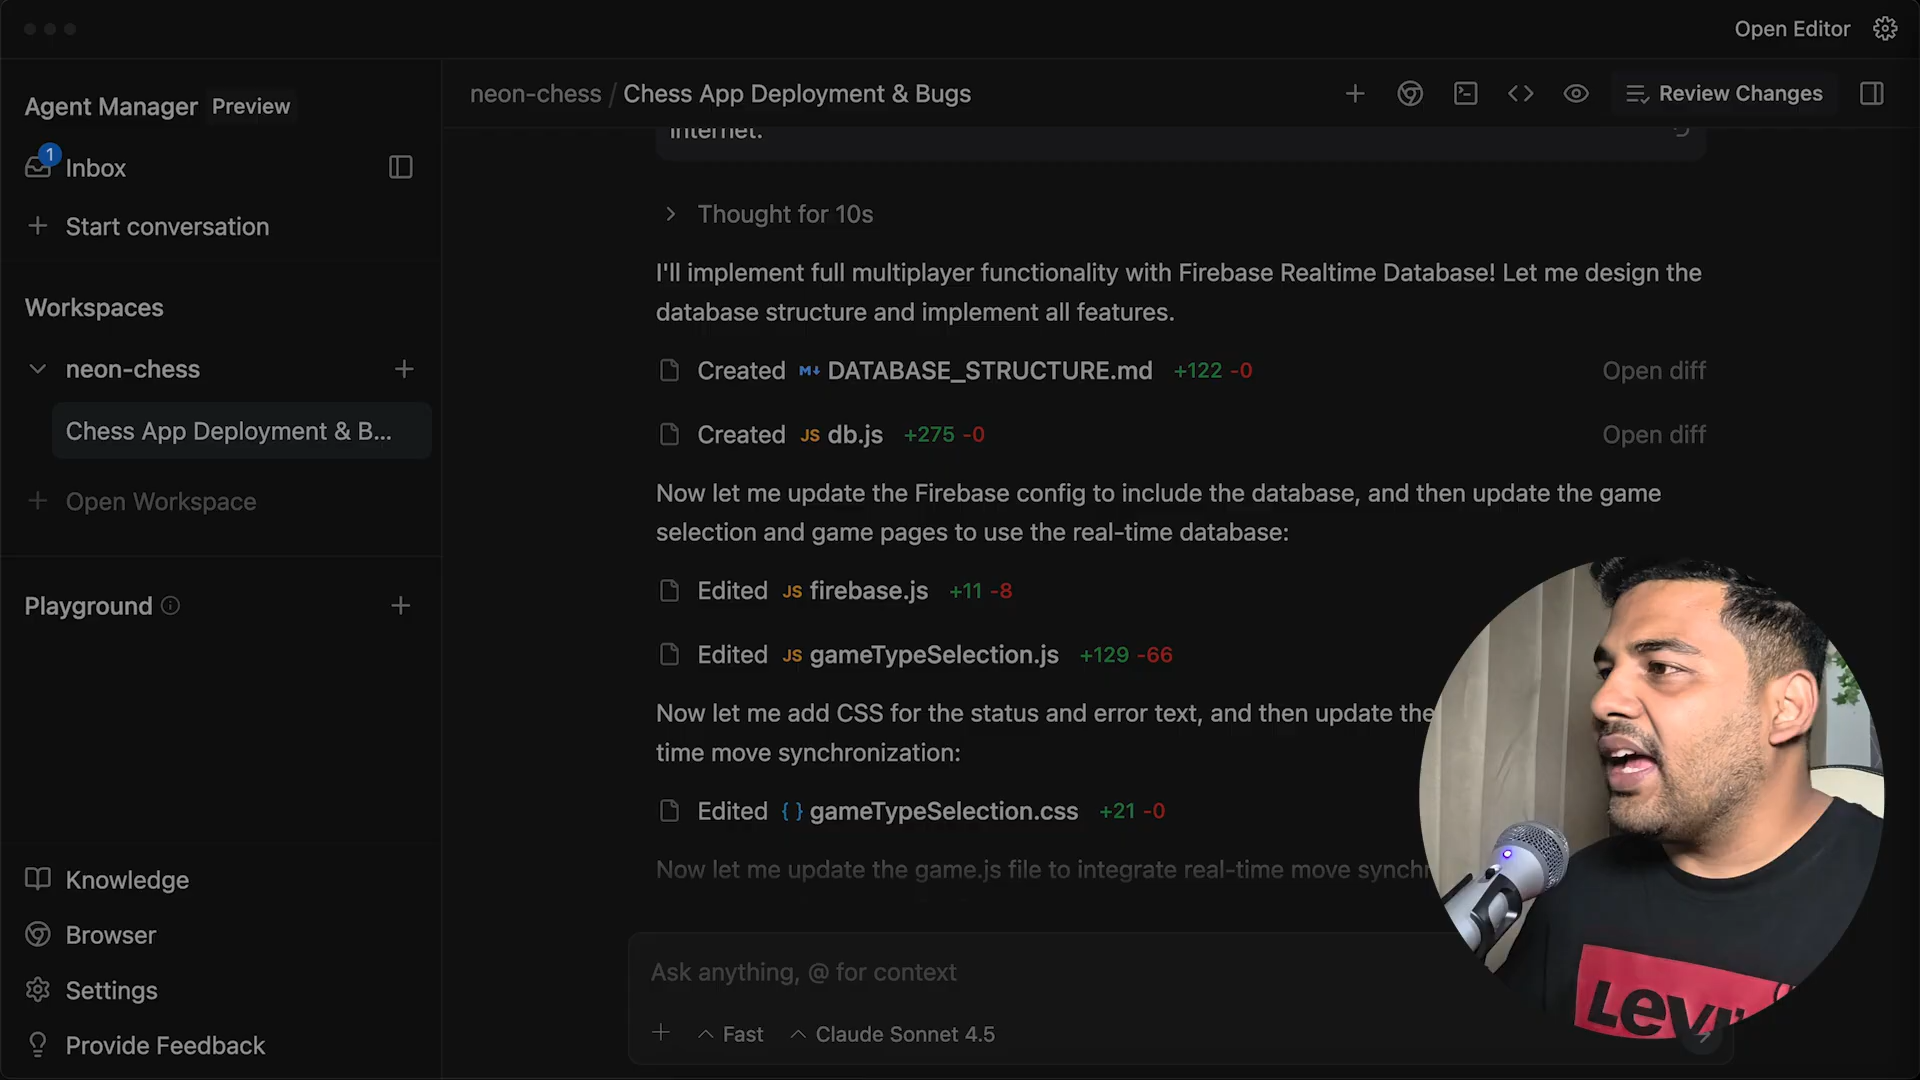 Open Editor
Agent Manager Preview
1
Inbox
Start conversation
Workspaces
neon-chess
Chess App Deployment & B...
Open Workspace
Playground
Knowledge
Browser
Settings
Provide Feedback
neon-chess / Chess App Deployment & Bugs
Review Changes
internet.
Thought for 10s
I'll implement full multiplayer functionality with Firebase Realtime Database! Let me design the
database structure and implement all features.
Created DATABASE_STRUCTURE.md +122 -0 Open diff
Created JS db.js +275 -0 Open diff
Now let me update the Firebase config to include the database, and then update the game
selection and game pages to use the real-time database:
Edited JS firebase.js +11 -8
Edited JS gameTypeSelection.js +129 -66
Now let me add CSS for the status and error text, and then update the
time move synchronization:
Edited { } gameTypeSelection.css +21 -0
Now let me update the game.js file to integrate real-time move synchr
Ask anything, @ for context
Fast Claude Sonnet 4.5
Levi's